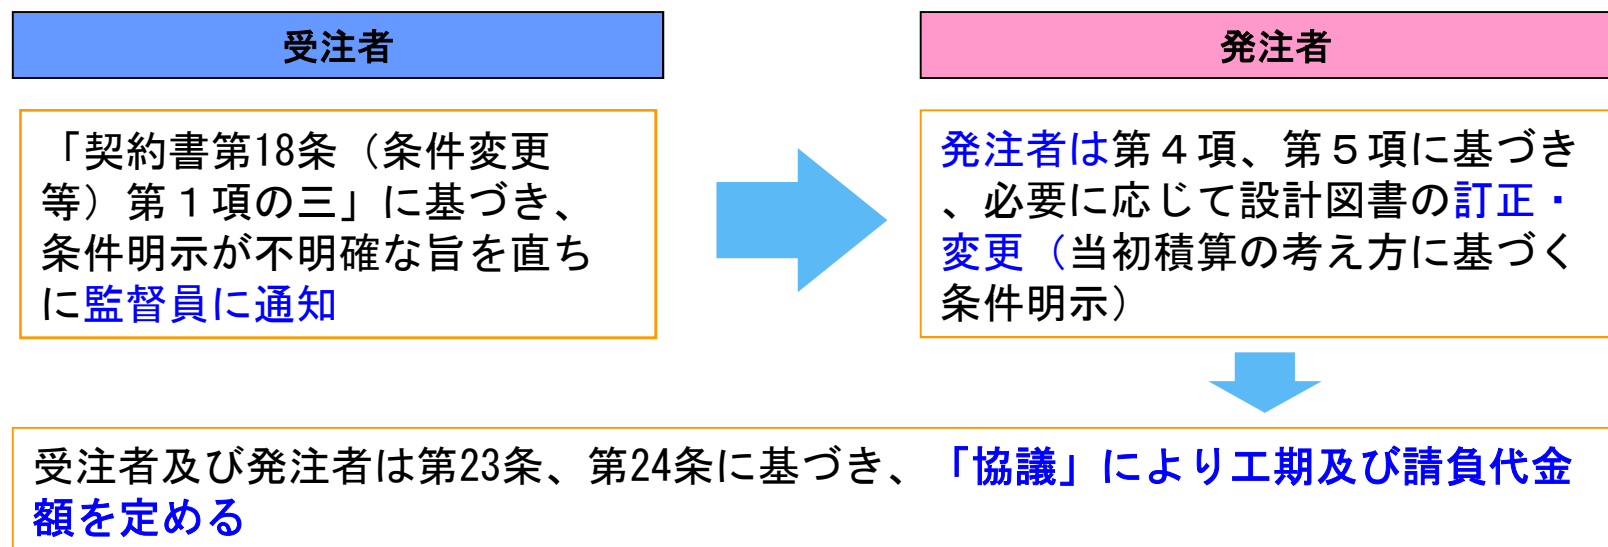 受注者
発注者
「契約書第18条（条件変更
等）第１項の三」に基づき、
条件明示が不明確な旨を直ち
に監督員に通知
発注者は第４項、第５項に基づき
、必要に応じて設計図書の訂正・
変更（当初積算の考え方に基づく
条件明示）
受注者及び発注者は第23条、第24条に基づき、「協議」により工期及び請負代金
額を定める